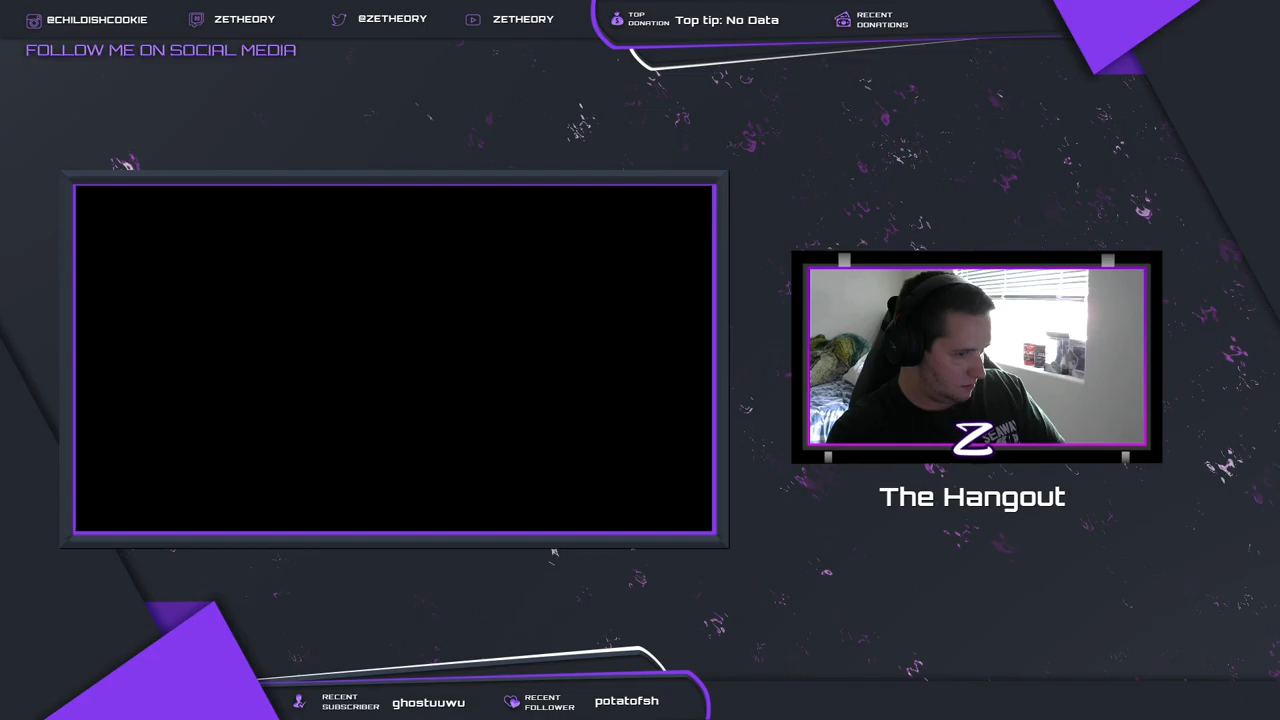 @CHILDISHCOOKIE ZETHEORY @ZETHEORY ZETHEORY
TOP DONATION Top tip: No Data
RECENT DONATIONS
FOLLOW ME ON SOCIAL MEDIA
SEAWAY
Z
The Hangout
RECENT SUBSCRIBER ghostuuwu
RECENT FOLLOWER potatofsh